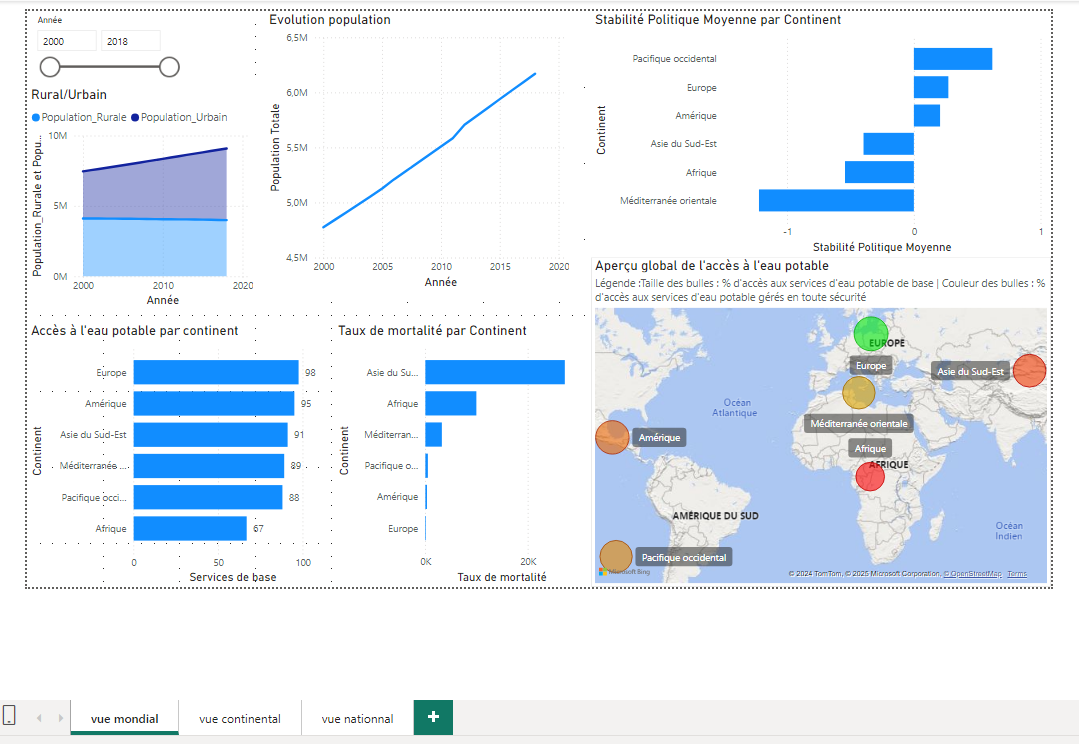 Année
2000
2018
Rural/Urbain
Population_Rurale
Population_Urbain
Population_Rurale et Popu...
10M
5M
0M
2000
2010
2020
Année
Evolution population
Population Totale
6,5M
6,0M
5,5M
5,0M
4,5M
2000
2005
2010
2015
2020
Année
Stabilité Politique Moyenne par Continent
Continent
Pacifique occidental
Europe
Amérique
Asie du Sud-Est
Afrique
Méditerranée orientale
-1
0
1
Stabilité Politique Moyenne
Accès à l'eau potable par continent
Continent
Europe
98
Amérique
95
Asie du Sud-Est
91
Méditerranée ...
89
Pacifique occi...
88
Afrique
67
0
50
100
Services de base
Taux de mortalité par Continent
Continent
Asie du Su...
Afrique
Méditerran...
Pacifique o...
Amérique
Europe
0K
20K
Taux de mortalité
Aperçu global de l'accès à l'eau potable
Légende :Taille des bulles : % d'accès aux services d'eau potable de base | Couleur des bulles : %
d'accès aux services d'eau potable gérés en toute sécurité
EUROPE
Europe
Asie du Sud-Est
Océan
Atlantique
Méditerranée orientale
Amérique
Afrique
AFRIQUE
AMÉRIQUE DU SUD
Océan
Indien
Pacifique occidental
Microsoft Bing
© 2024 TomTom, © 2025 Microsoft Corporation, © OpenStreetMap
Terms
vue mondial
vue continental
vue nationnal
+